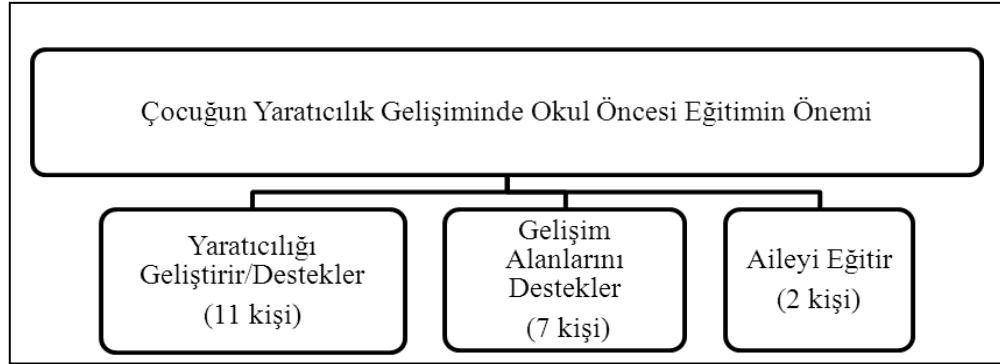 Çocuğun Yaratıcılık Gelişiminde Okul Öncesi Eğitimin Önemi
Yaratıcılığı
Geliştirir/Destekler
(11 kişi)
Gelişim
Alanlarını
Destekler
(7 kişi)
Aileyi Eğitir
(2 kişi)